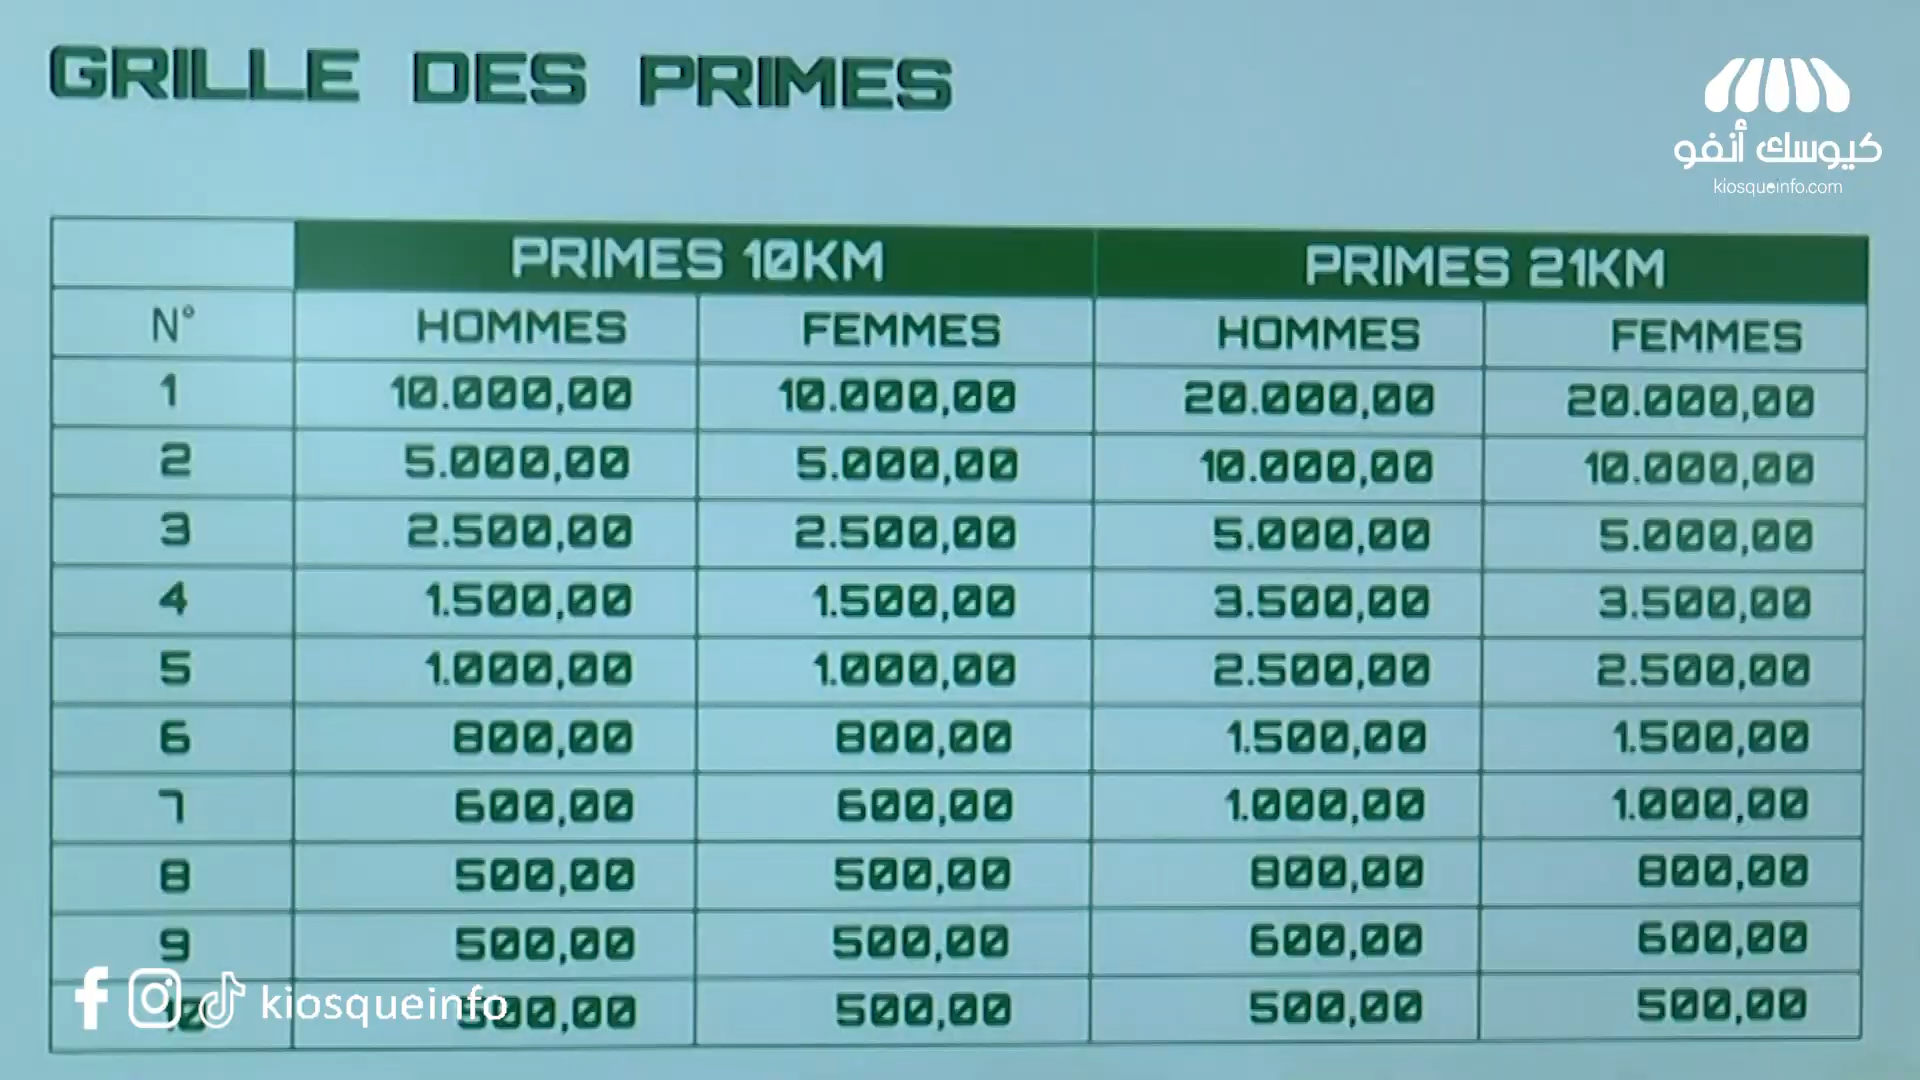 GRILLE DES PRIMES
كيوسك أنفو
kiosqueinfo.com
PRIMES 10KM PRIMES 21KM
N° HOMMES FEMMES HOMMES FEMMES
1 10.000,00 10.000,00 20.000,00 20.000,00
2 5.000,00 5.000,00 10.000,00 10.000,00
3 2.500,00 2.500,00 5.000,00 5.000,00
4 1.500,00 1.500,00 3.500,00 3.500,00
5 1.000,00 1.000,00 2.500,00 2.500,00
6 800,00 800,00 1.500,00 1.500,00
7 600,00 600,00 1.000,00 1.000,00
8 500,00 500,00 800,00 800,00
9 500,00 500,00 600,00 600,00
10 500,00 500,00 500,00 500,00
kiosqueinfo